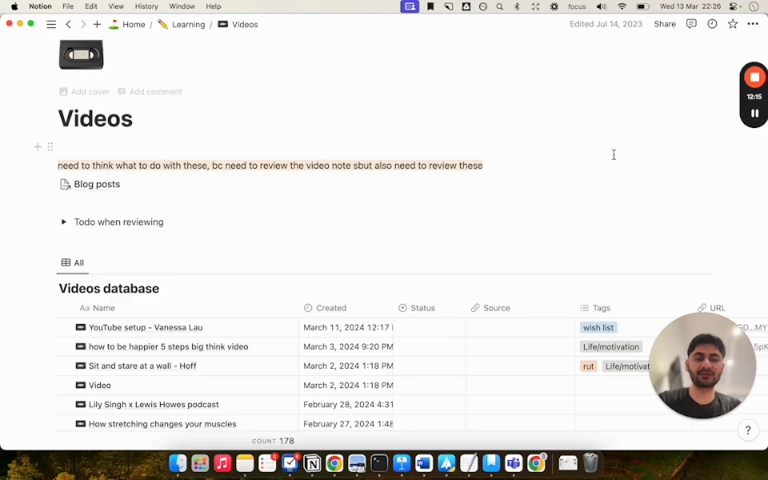 Notion File Edit View History Window Help focus Wed 13 Mar 22:26
Home / Learning / Videos Edited Jul 14, 2023 Share
12:15
Add cover Add comment
Videos
need to think what to do with these, bc need to review the video note sbut also need to review these
Blog posts
Todo when reviewing
All
Videos database
Aa Name Created Status Source Tags URL
YouTube setup - Vanessa Lau March 11, 2024 12:17 wish list
how to be happier 5 steps big think video March 3, 2024 9:20 PM Life/motivation
Sit and stare at a wall - Hoff March 2, 2024 1:18 PM rut Life/motivat
Video March 2, 2024 1:18 PM
Lily Singh x Lewis Howes podcast February 28, 2024 4:31
How stretching changes your muscles February 27, 2024 1:48
COUNT 178
?